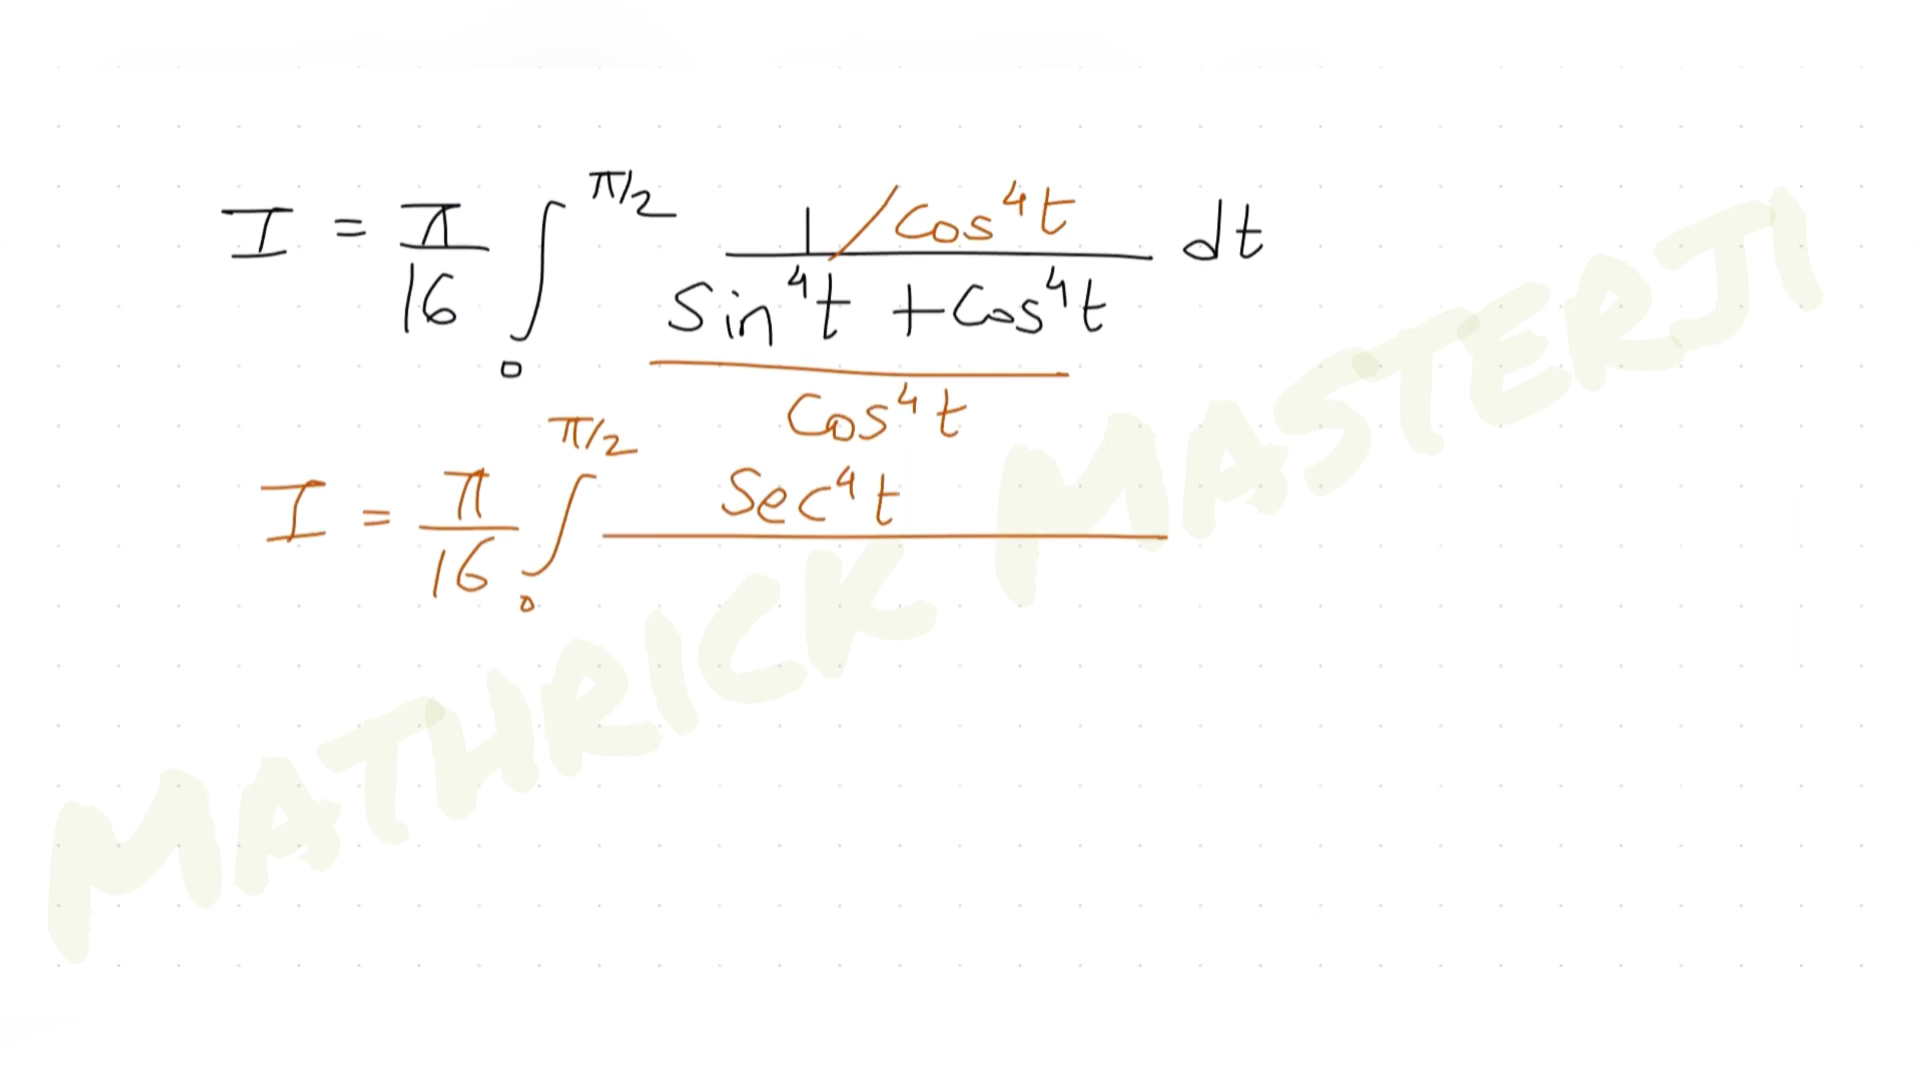 I = π/16 ∫₀^π/2 (1/Cos⁴t) / ((Sin⁴t + Cos⁴t) / Cos⁴t) dt
I = π/16 ∫₀^π/2 Sec⁴t /
MATHRICK MASTERJI